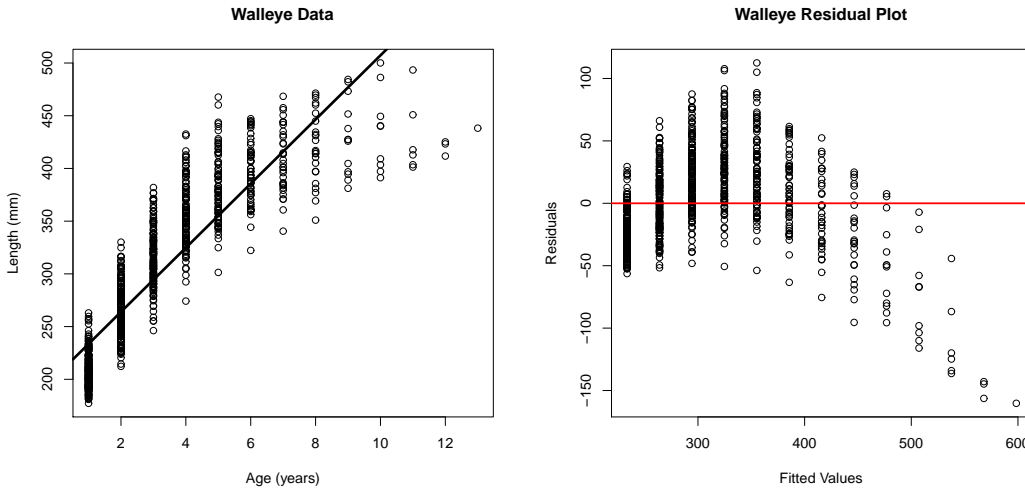 Walleye Data
Length (mm)
500
450
400
350
300
250
200
2 4 6 8 10 12
Age (years)
Walleye Residual Plot
Residuals
100
50
0
−50
−100
−150
300 400 500 600
Fitted Values